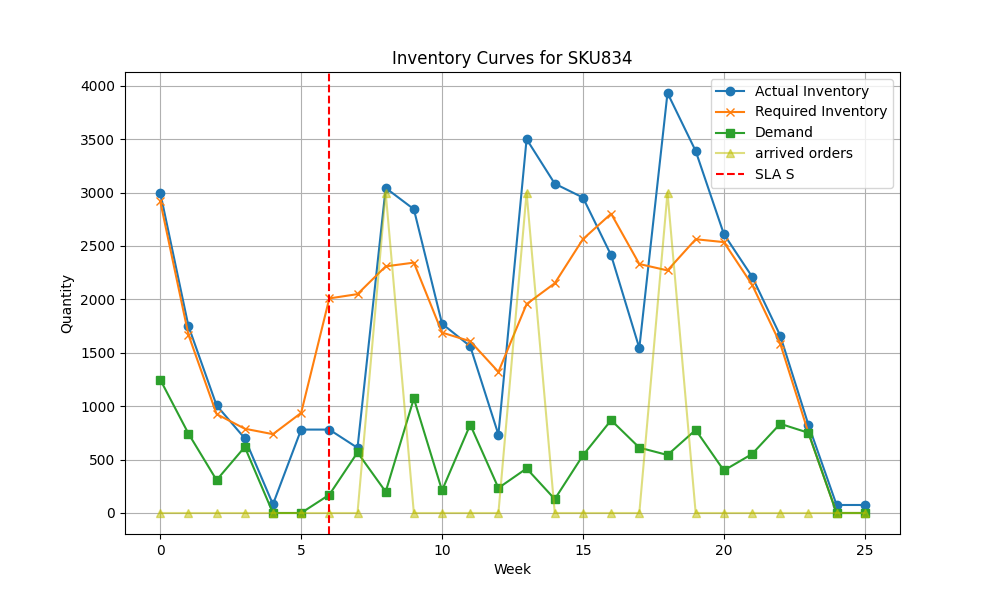 Inventory Curves for SKU834
4000
3500
3000
2500
2000
1500
1000
500
0
Quantity
Actual Inventory
Required Inventory
Demand
arrived orders
SLA S
0 5 10 15 20 25
Week